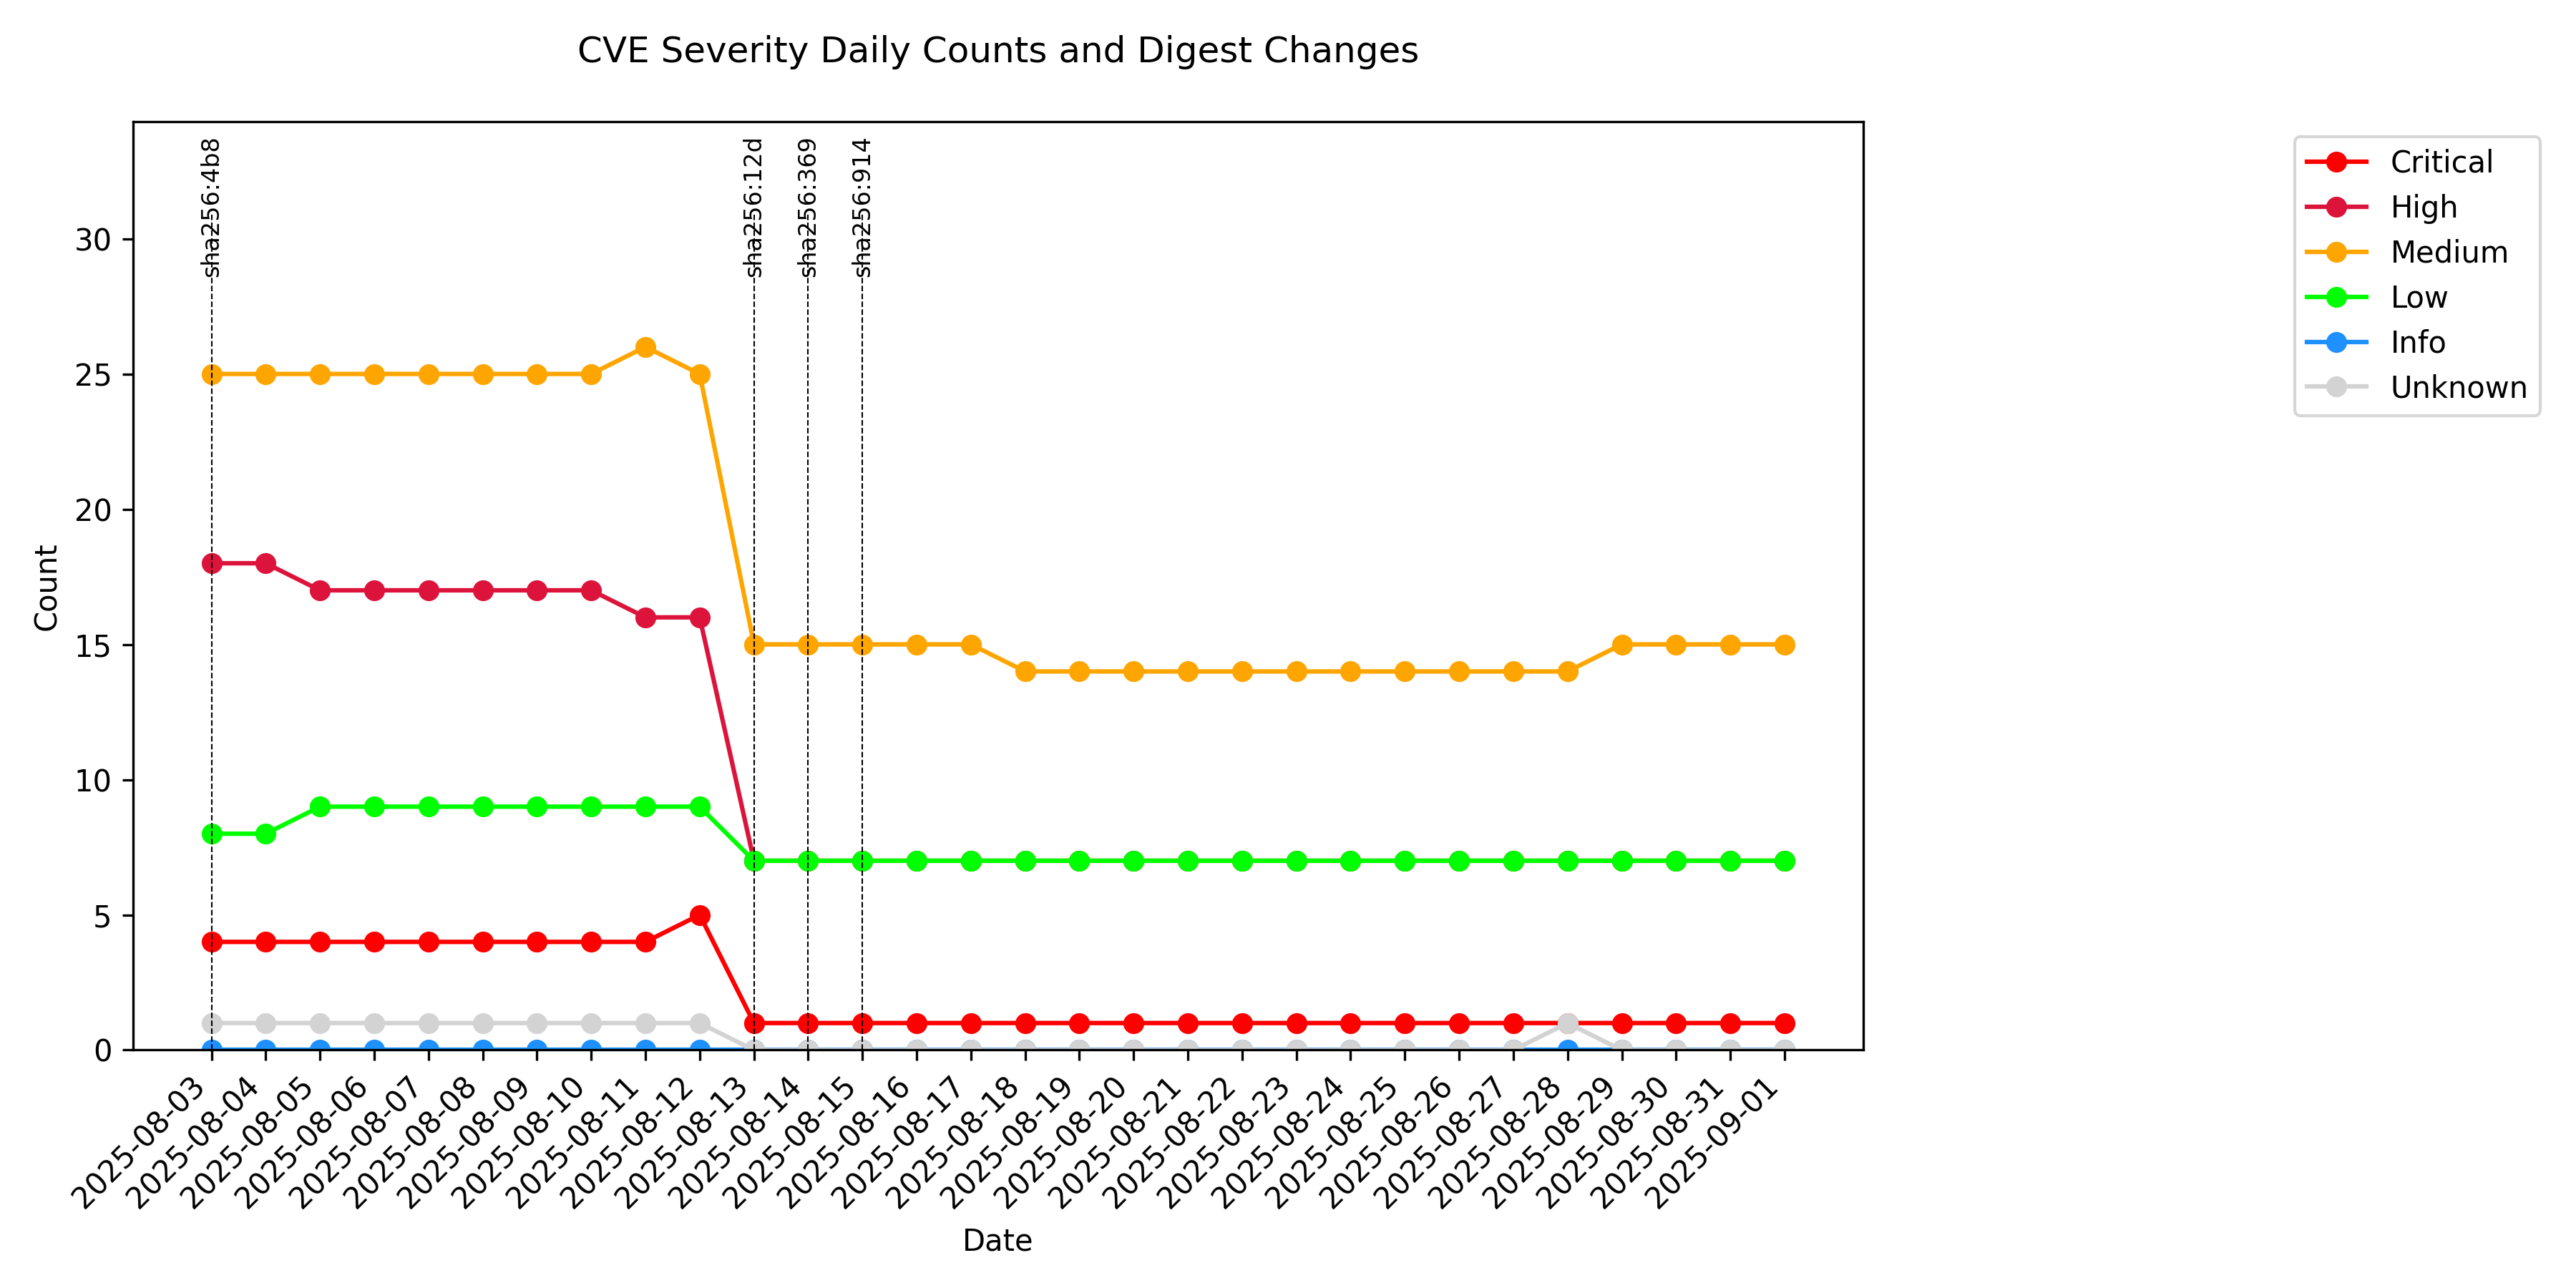 CVE Severity Daily Counts and Digest Changes
sha256:4b8
sha256:12d
sha256:369
sha256:914
Critical
High
Medium
Low
Info
Unknown
Count
30
25
20
15
10
5
0
2025-08-03
2025-08-04
2025-08-05
2025-08-06
2025-08-07
2025-08-08
2025-08-09
2025-08-10
2025-08-11
2025-08-12
2025-08-13
2025-08-14
2025-08-15
2025-08-16
2025-08-17
2025-08-18
2025-08-19
2025-08-20
2025-08-21
2025-08-22
2025-08-23
2025-08-24
2025-08-25
2025-08-26
2025-08-27
2025-08-28
2025-08-29
2025-08-30
2025-08-31
2025-09-01
Date